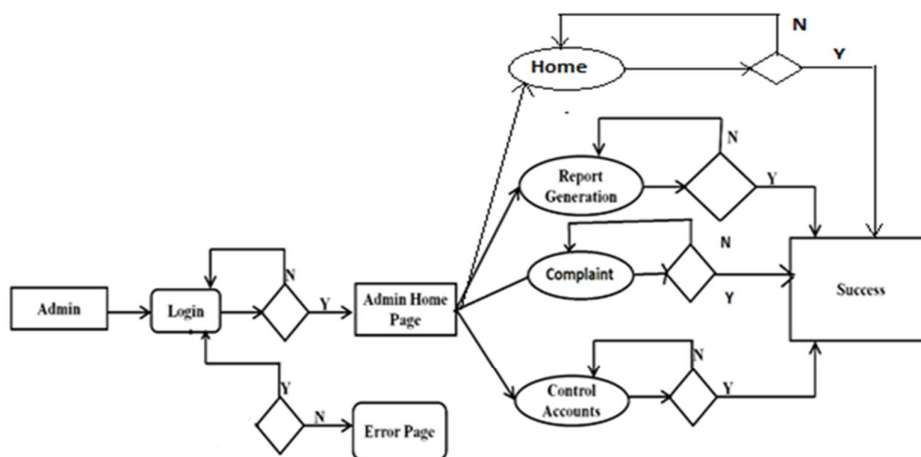 N
Y
Home
N
Report
Generation
Y
N
Complaint
Y
Admin
Login
N
Y
Admin Home
Page
Success
N
Control
Accounts
Y
Y
N
Error Page